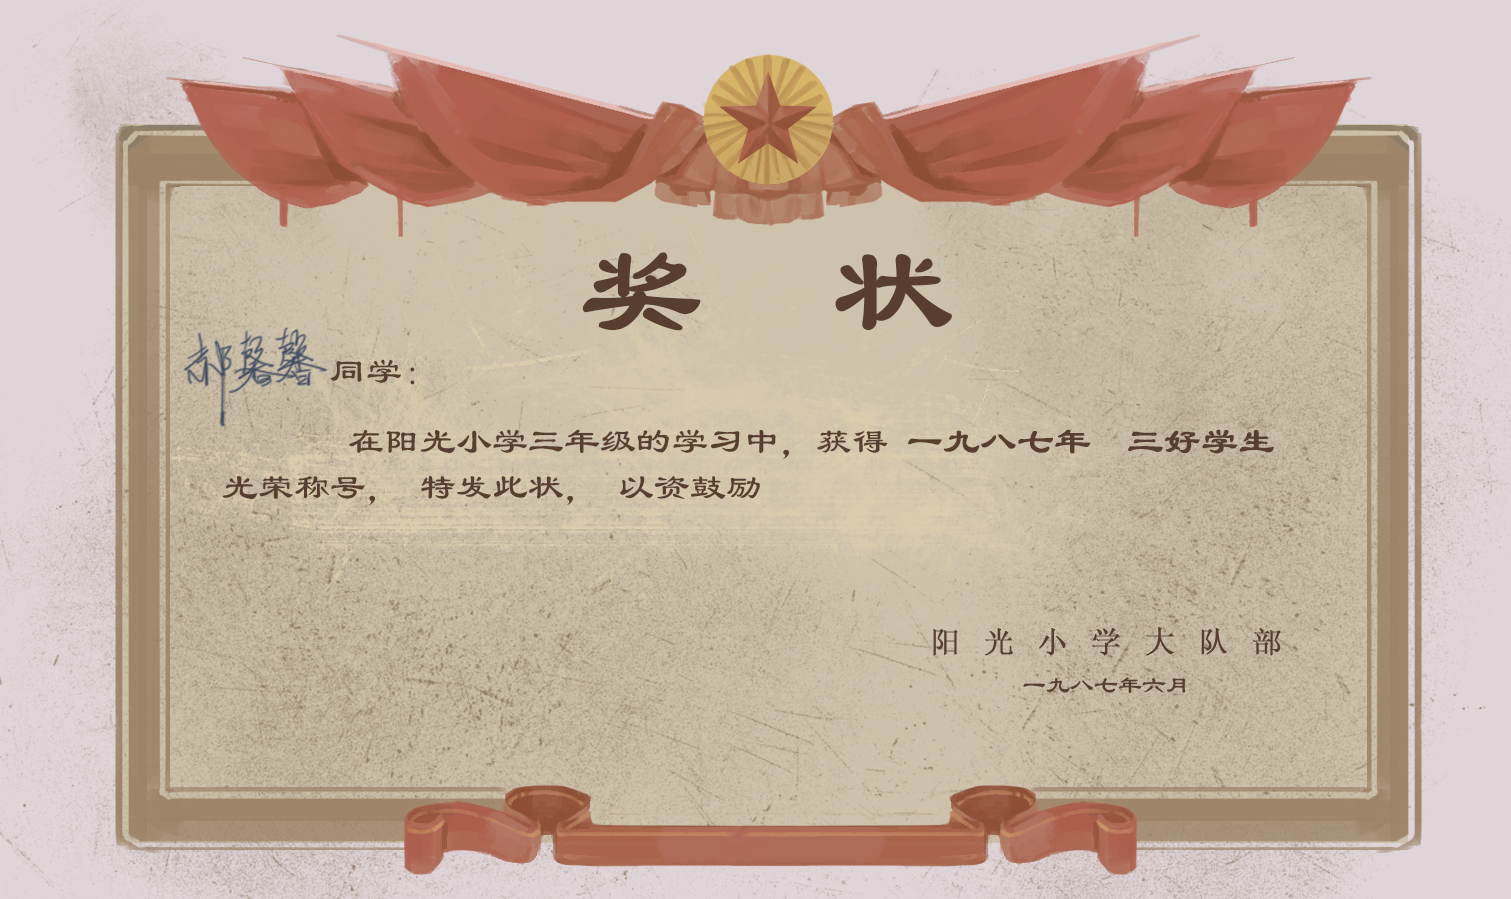 奖 状
郝馨馨同学：
在阳光小学三年级的学习中，获得 一九八七年 三好学生
光荣称号， 特发此状， 以资鼓励
阳光小学大队部
一九八七年六月